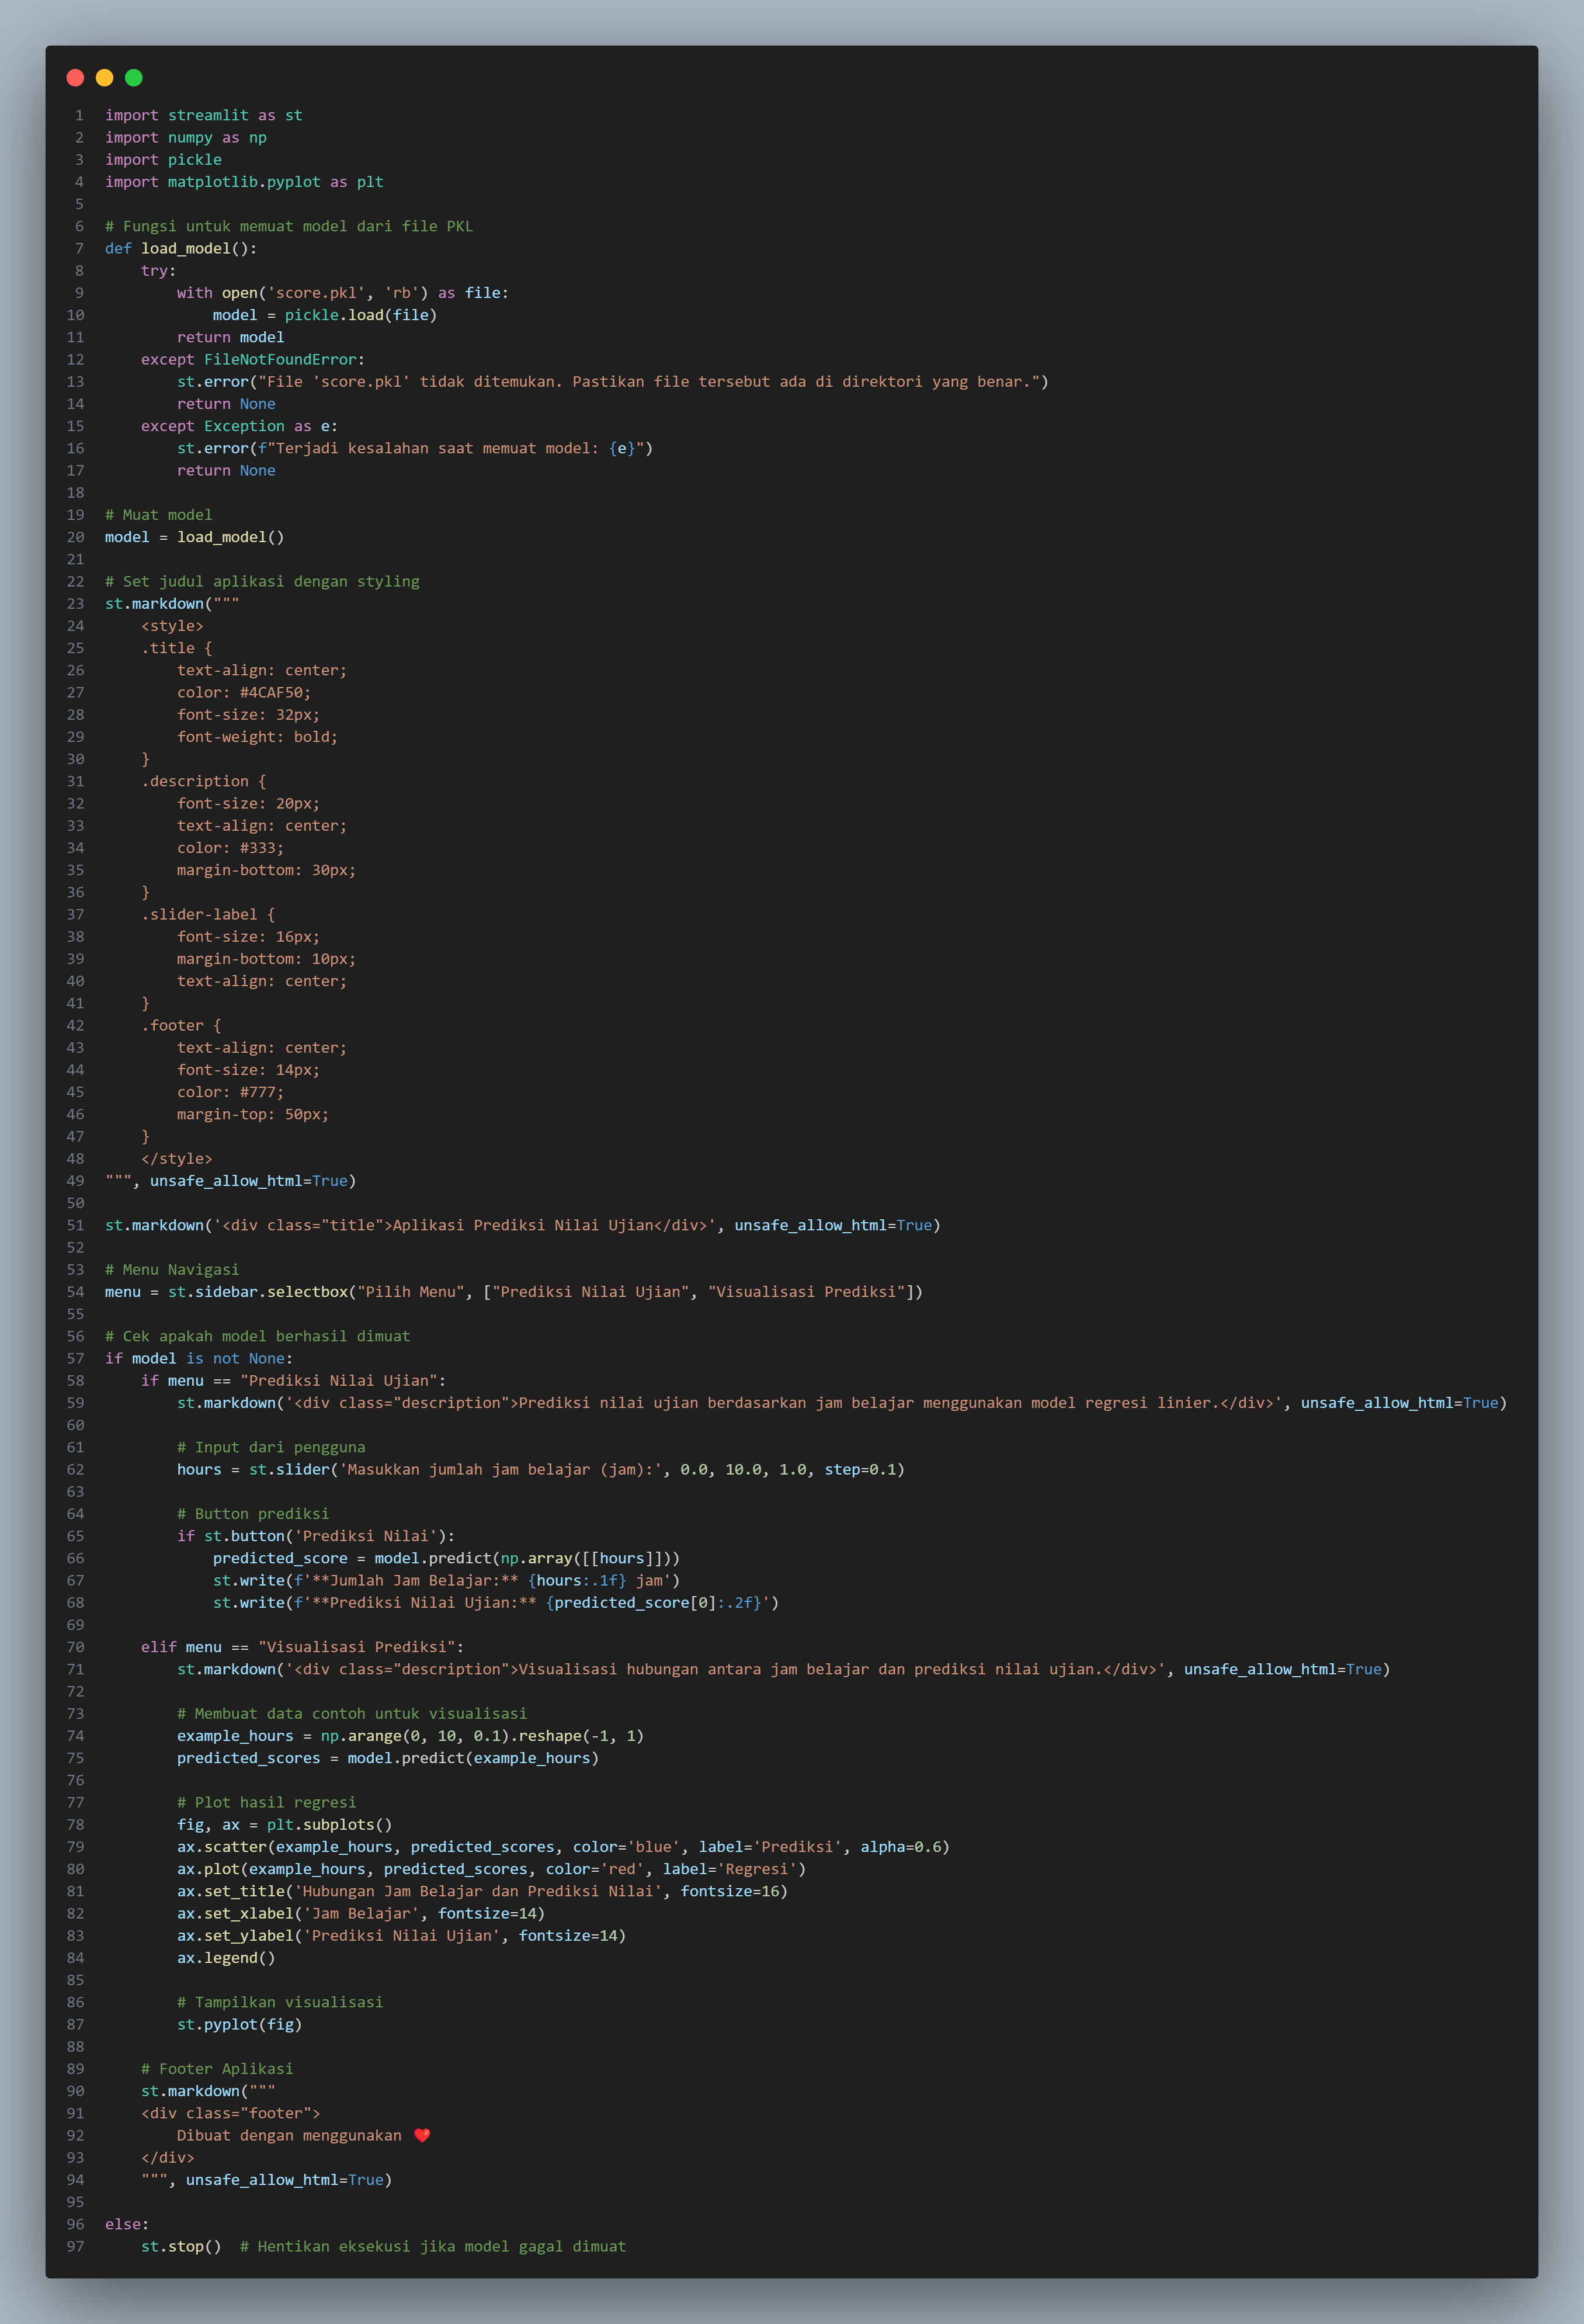 1 import streamlit as st
2 import numpy as np
3 import pickle
4 import matplotlib.pyplot as plt
5
6 # Fungsi untuk memuat model dari file PKL
7 def load_model():
8     try:
9         with open('score.pkl', 'rb') as file:
10             model = pickle.load(file)
11         return model
12     except FileNotFoundError:
13         st.error("File 'score.pkl' tidak ditemukan. Pastikan file tersebut ada di direktori yang benar.")
14         return None
15     except Exception as e:
16         st.error(f"Terjadi kesalahan saat memuat model: {e}")
17         return None
18
19 # Muat model
20 model = load_model()
21
22 # Set judul aplikasi dengan styling
23 st.markdown("""
24     <style>
25     .title {
26         text-align: center;
27         color: #4CAF50;
28         font-size: 32px;
29         font-weight: bold;
30     }
31     .description {
32         font-size: 20px;
33         text-align: center;
34         color: #333;
35         margin-bottom: 30px;
36     }
37     .slider-label {
38         font-size: 16px;
39         margin-bottom: 10px;
40         text-align: center;
41     }
42     .footer {
43         text-align: center;
44         font-size: 14px;
45         color: #777;
46         margin-top: 50px;
47     }
48     </style>
49 """, unsafe_allow_html=True)
50
51 st.markdown('<div class="title">Aplikasi Prediksi Nilai Ujian</div>', unsafe_allow_html=True)
52
53 # Menu Navigasi
54 menu = st.sidebar.selectbox("Pilih Menu", ["Prediksi Nilai Ujian", "Visualisasi Prediksi"])
55
56 # Cek apakah model berhasil dimuat
57 if model is not None:
58     if menu == "Prediksi Nilai Ujian":
59         st.markdown('<div class="description">Prediksi nilai ujian berdasarkan jam belajar menggunakan model regresi linier.</div>', unsafe_allow_html=True)
60
61         # Input dari pengguna
62         hours = st.slider('Masukkan jumlah jam belajar (jam):', 0.0, 10.0, 1.0, step=0.1)
63
64         # Button prediksi
65         if st.button('Prediksi Nilai'):
66             predicted_score = model.predict(np.array([[hours]]))
67             st.write(f'**Jumlah Jam Belajar:** {hours:.1f} jam')
68             st.write(f'**Prediksi Nilai Ujian:** {predicted_score[0]:.2f}')
69
70     elif menu == "Visualisasi Prediksi":
71         st.markdown('<div class="description">Visualisasi hubungan antara jam belajar dan prediksi nilai ujian.</div>', unsafe_allow_html=True)
72
73         # Membuat data contoh untuk visualisasi
74         example_hours = np.arange(0, 10, 0.1).reshape(-1, 1)
75         predicted_scores = model.predict(example_hours)
76
77         # Plot hasil regresi
78         fig, ax = plt.subplots()
79         ax.scatter(example_hours, predicted_scores, color='blue', label='Prediksi', alpha=0.6)
80         ax.plot(example_hours, predicted_scores, color='red', label='Regresi')
81         ax.set_title('Hubungan Jam Belajar dan Prediksi Nilai', fontsize=16)
82         ax.set_xlabel('Jam Belajar', fontsize=14)
83         ax.set_ylabel('Prediksi Nilai Ujian', fontsize=14)
84         ax.legend()
85
86         # Tampilkan visualisasi
87         st.pyplot(fig)
88
89     # Footer Aplikasi
90     st.markdown("""
91     <div class="footer">
92         Dibuat dengan menggunakan ❤️
93     </div>
94     """, unsafe_allow_html=True)
95
96 else:
97     st.stop()  # Hentikan eksekusi jika model gagal dimuat